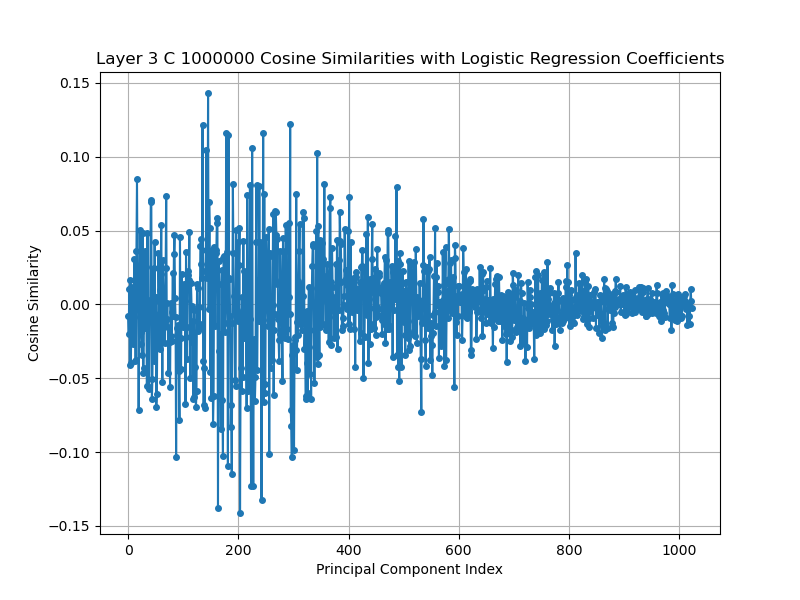 Layer 3 C 1000000 Cosine Similarities with Logistic Regression Coefficients
0.15
0.10
0.05
0.00
−0.05
−0.10
−0.15
Cosine Similarity
0 200 400 600 800 1000
Principal Component Index